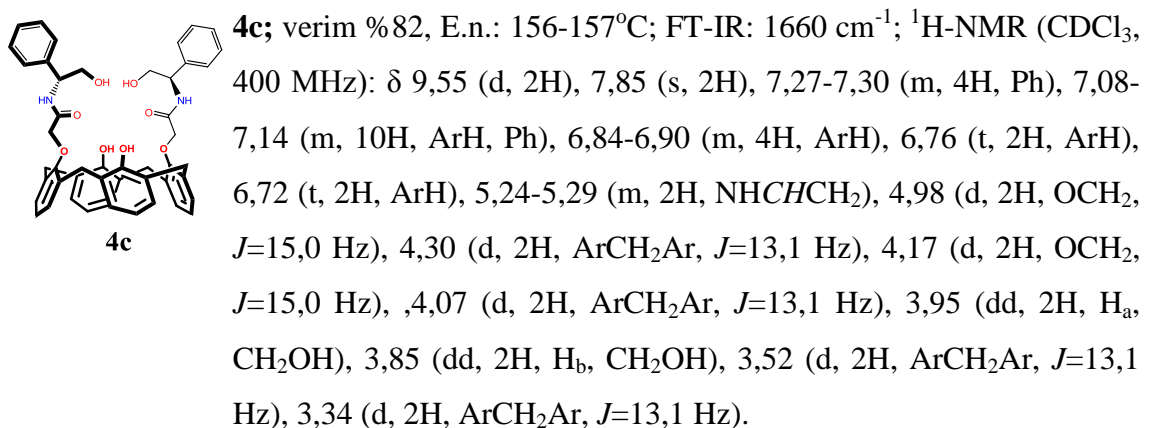 4c; verim %82, E.n.: 156-157°C; FT-IR: 1660 cm⁻¹; ¹H-NMR (CDCl₃,
400 MHz): δ 9,55 (d, 2H), 7,85 (s, 2H), 7,27-7,30 (m, 4H, Ph), 7,08-
7,14 (m, 10H, ArH, Ph), 6,84-6,90 (m, 4H, ArH), 6,76 (t, 2H, ArH),
6,72 (t, 2H, ArH), 5,24-5,29 (m, 2H, NHCHCH₂), 4,98 (d, 2H, OCH₂,
J=15,0 Hz), 4,30 (d, 2H, ArCH₂Ar, J=13,1 Hz), 4,17 (d, 2H, OCH₂,
J=15,0 Hz), ,4,07 (d, 2H, ArCH₂Ar, J=13,1 Hz), 3,95 (dd, 2H, Hₐ,
CH₂OH), 3,85 (dd, 2H, H_b, CH₂OH), 3,52 (d, 2H, ArCH₂Ar, J=13,1
Hz), 3,34 (d, 2H, ArCH₂Ar, J=13,1 Hz).
OH HO
HN NH
O O
O OH OH O
4c